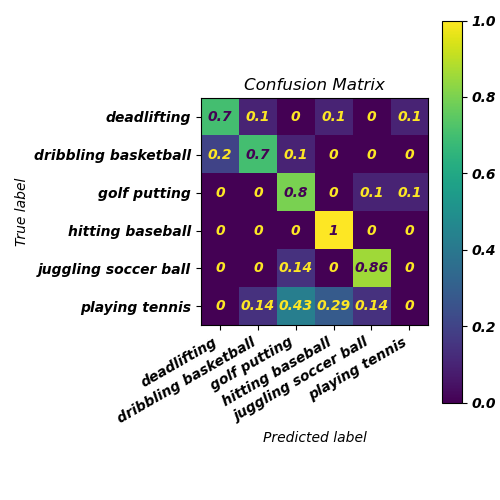 Confusion Matrix
1.0
0.8
0.6
0.4
0.2
0.0
True label
deadlifting 0.7 0.1 0 0.1 0 0.1
dribbling basketball 0.2 0.7 0.1 0 0 0
golf putting 0 0 0.8 0 0.1 0.1
hitting baseball 0 0 0 1 0 0
juggling soccer ball 0 0 0.14 0 0.86 0
playing tennis 0 0.14 0.43 0.29 0.14 0
deadlifting
dribbling basketball
golf putting
hitting baseball
juggling soccer ball
playing tennis
Predicted label